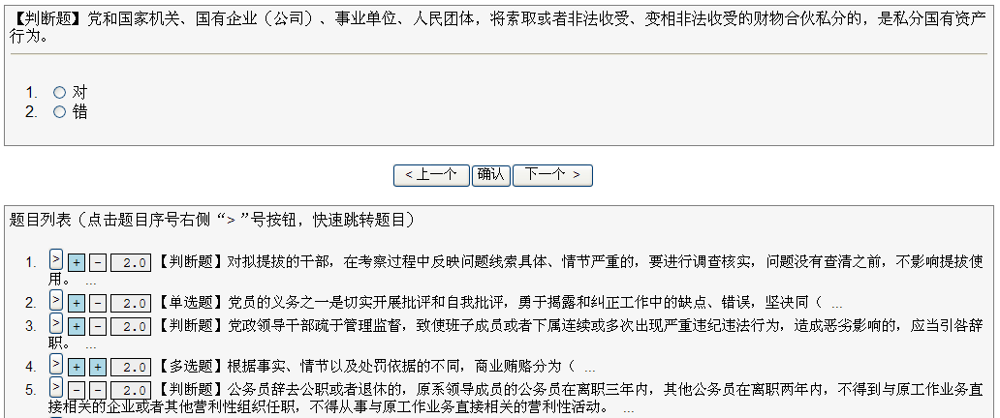 【判断题】党和国家机关、国有企业（公司）、事业单位、人民团体，将索取或者非法收受、变相非法收受的财物合伙私分的，是私分国有资产
行为。
1. 对
2. 错
< 上一个 确认 下一个 >
题目列表（点击题目序号右侧“> ”号按钮，快速跳转题目）
1. > + - 2.0 【判断题】对拟提拔的干部，在考察过程中反映问题线索具体、情节严重的，要进行调查核实，问题没有查清之前，不影响提拔使
用。 ...
2. > + - 2.0 【单选题】党员的义务之一是切实开展批评和自我批评，勇于揭露和纠正工作中的缺点、错误，坚决同（ ...
3. > + - 2.0 【判断题】党政领导干部疏于管理监督，致使班子成员或者下属连续或多次出现严重违纪违法行为，造成恶劣影响的，应当引咎辞
职。 ...
4. > + + 2.0 【多选题】根据事实、情节以及处罚依据的不同，商业贿赂分为（ ...
5. > - - 2.0 【判断题】公务员辞去公职或者退休的，原系领导成员的公务员在离职三年内，其他公务员在离职两年内，不得到与原工作业务直
接相关的企业或者其他营利性组织任职，不得从事与原工作业务直接相关的营利性活动。 ...